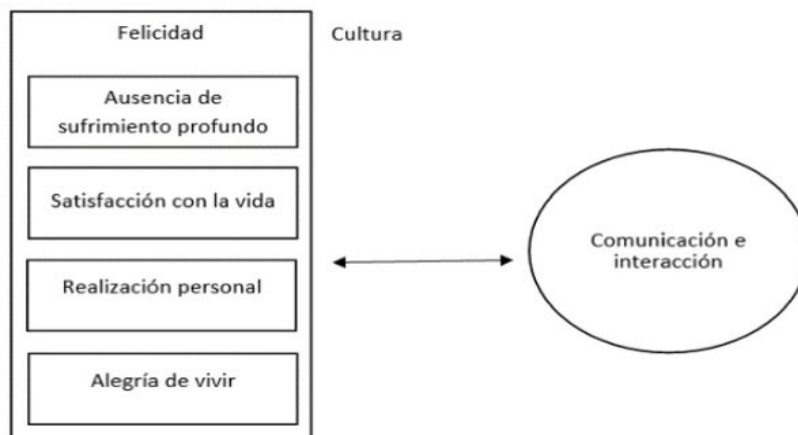 Felicidad
Cultura
Ausencia de
sufrimiento profundo
Satisfacción con la vida
Realización personal
Alegría de vivir
Comunicación e
interacción